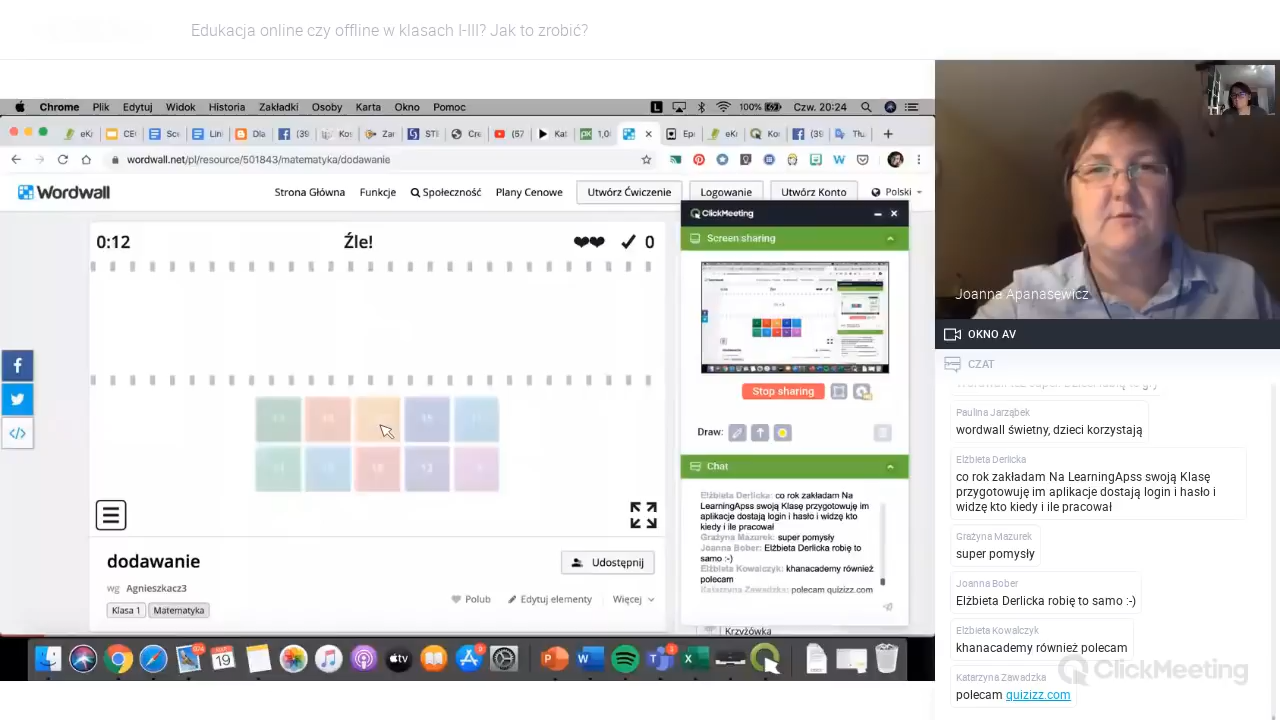 Edukacja online czy offline w klasach I-III? Jak to zrobić?
Chrome Plik Edytuj Widok Historia Zakładki Osoby Karta Okno Pomoc
100% Czw. 20:24
wordwall.net/pl/resource/501843/matematyka/dodawanie
Wordwall
Strona Główna Funkcje Społeczność Plany Cenowe Utwórz Ćwiczenie Logowanie Utwórz Konto Polski
0:12 Źle! 0
dodawanie
Udostępnij
wg Agnieszkacz3
Klasa 1 Matematyka
Polub Edytuj elementy Więcej
ClickMeeting
Screen sharing
Stop sharing
Draw:
Chat
Elżbieta Derlicka: co rok zakładam Na
LearningApss swoją Klasę
przygotowuję im
aplikacje dostają login i hasło i widzę kto
kiedy i ile pracował
Grażyna Mazurek: super pomysły
Joanna Bober: Elżbieta Derlicka robię to
samo :-)
Elżbieta Kowalczyk: khanacademy również
polecam
Katarzyna Zawadzka: polecam quizizz.com
Krzyżówka
Joanna Apanasewicz
OKNO AV
CZAT
Paulina Jarząbek
wordwall świetny, dzieci korzystają
Elżbieta Derlicka
co rok zakładam Na LearningApss swoją Klasę
przygotowuję im aplikacje dostają login i hasło i
widzę kto kiedy i ile pracował
Grażyna Mazurek
super pomysły
Joanna Bober
Elżbieta Derlicka robię to samo :-)
Elżbieta Kowalczyk
khanacademy również polecam
Katarzyna Zawadzka
polecam quizizz.com
ClickMeeting